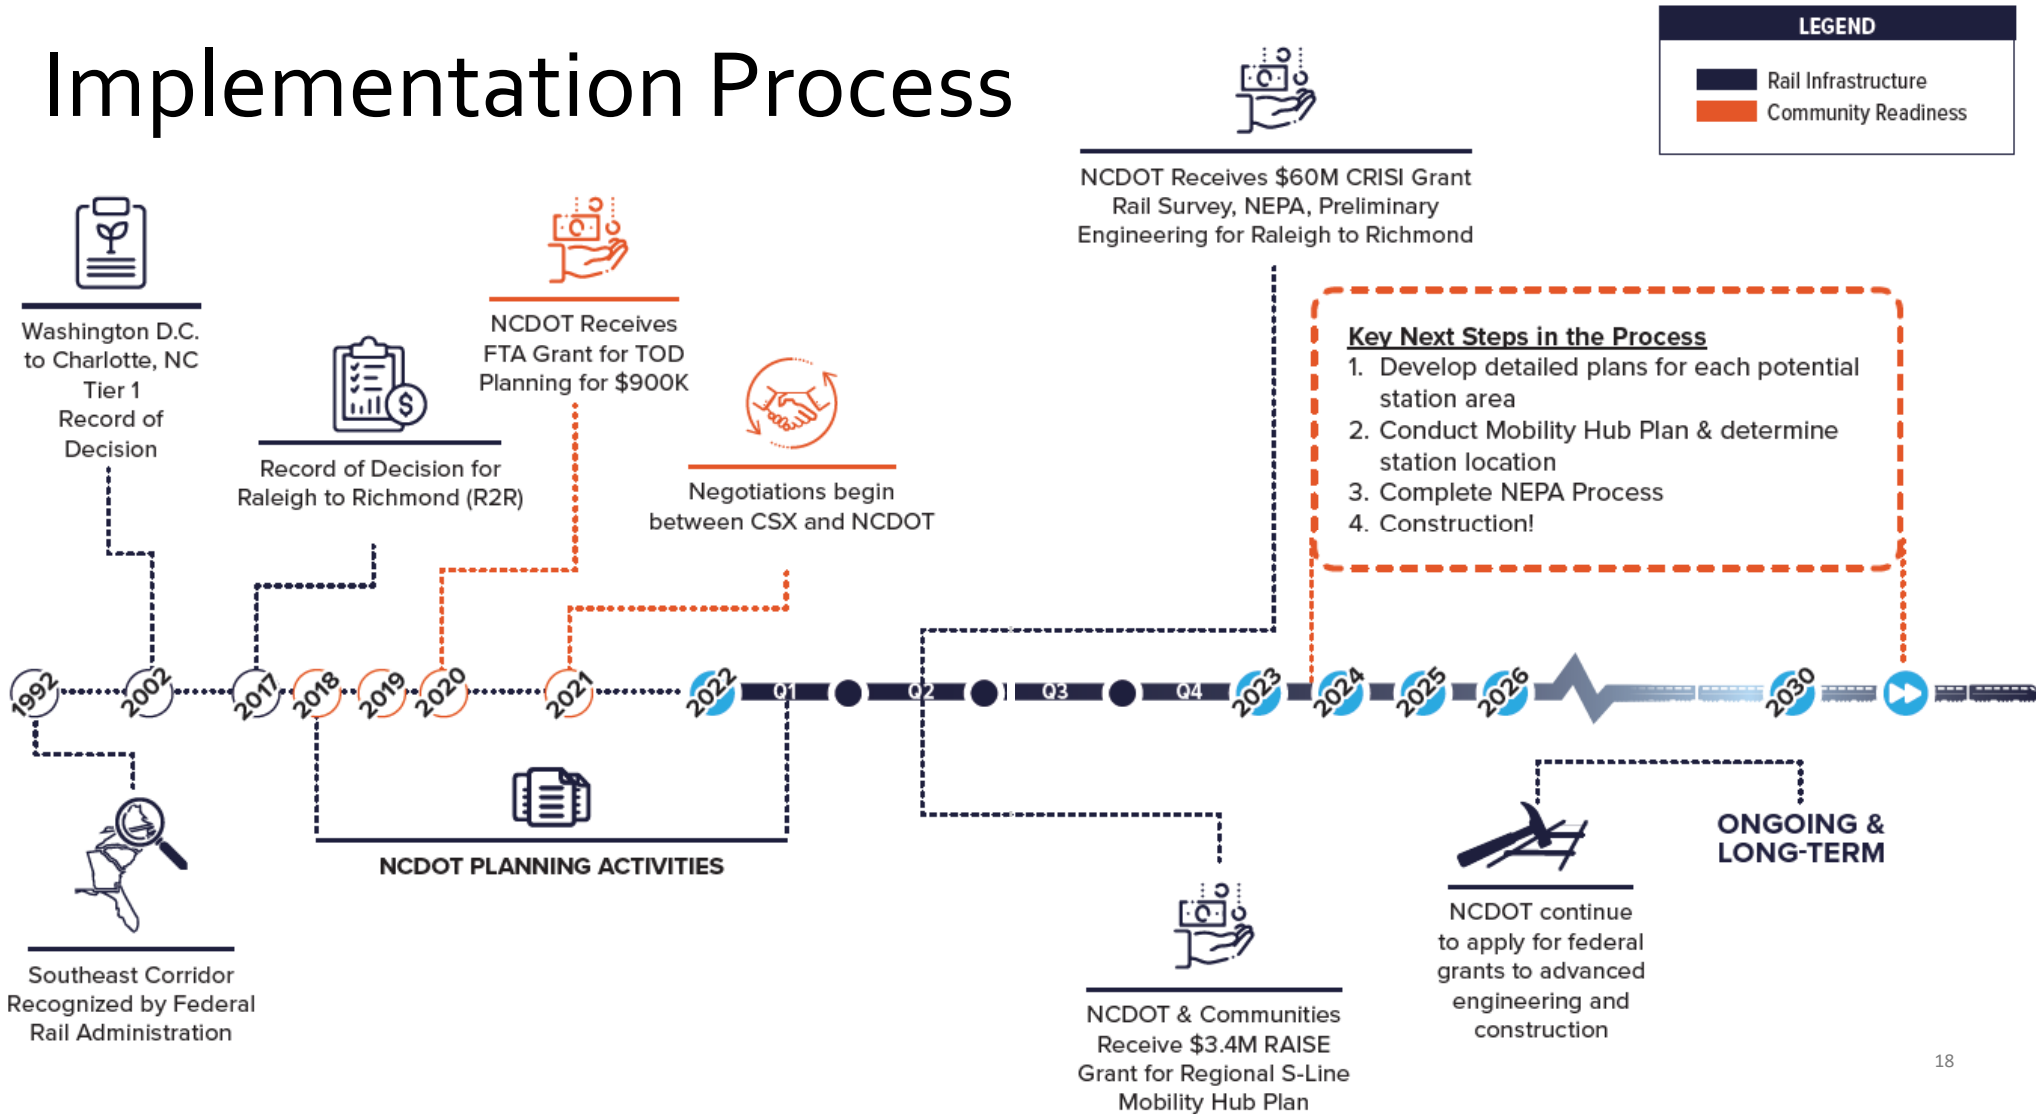 Implementation Process
LEGEND
Rail Infrastructure
Community Readiness
NCDOT Receives $60M CRISI Grant
Rail Survey, NEPA, Preliminary
Engineering for Raleigh to Richmond
Washington D.C.
to Charlotte, NC
Tier 1
Record of
Decision
Record of Decision for
Raleigh to Richmond (R2R)
NCDOT Receives
FTA Grant for TOD
Planning for $900K
Negotiations begin
between CSX and NCDOT
Key Next Steps in the Process
1. Develop detailed plans for each potential
station area
2. Conduct Mobility Hub Plan & determine
station location
3. Complete NEPA Process
4. Construction!
1992
2002
2017
2018
2019
2020
2021
2022
Q1
Q2
Q3
Q4
2023
2024
2025
2026
2030
NCDOT PLANNING ACTIVITIES
Southeast Corridor
Recognized by Federal
Rail Administration
NCDOT & Communities
Receive $3.4M RAISE
Grant for Regional S-Line
Mobility Hub Plan
NCDOT continue
to apply for federal
grants to advanced
engineering and
construction
ONGOING &
LONG-TERM
18